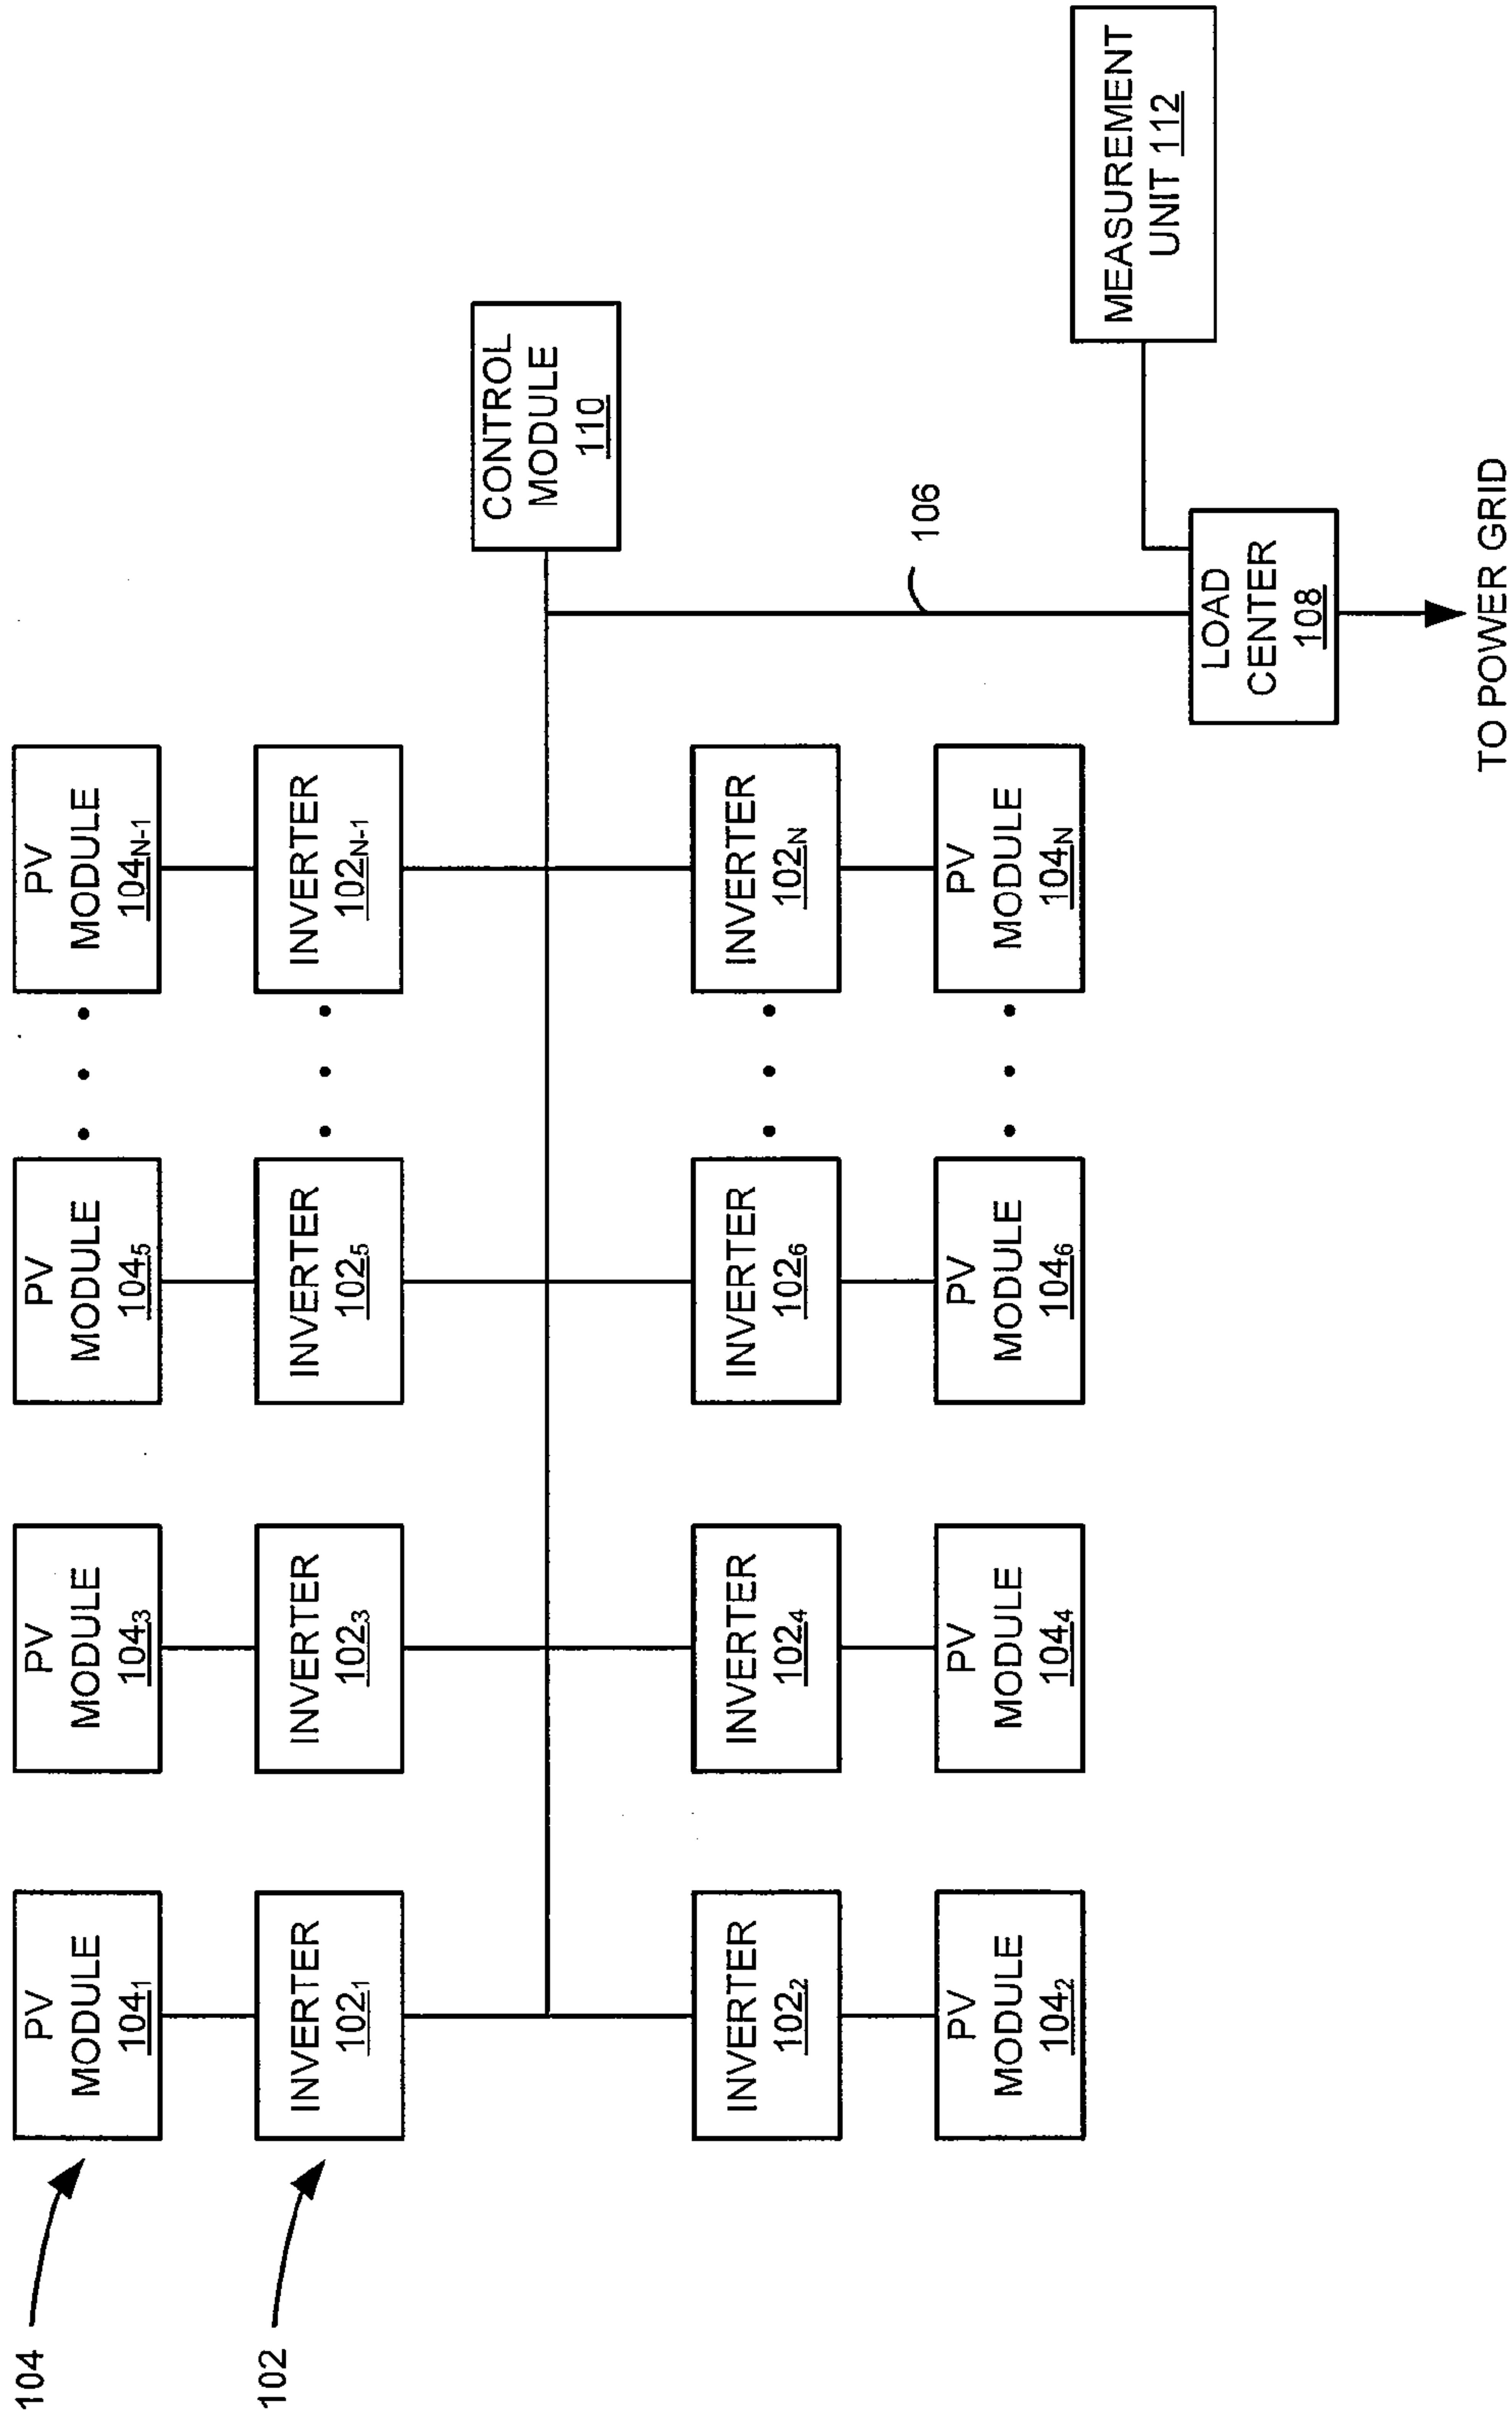 104
PV
MODULE
104₁
PV
MODULE
104₃
PV
MODULE
104₅
PV
MODULE
104N-1
102
INVERTER
102₁
INVERTER
102₃
INVERTER
102₅
INVERTER
102N-1
CONTROL
MODULE
110
INVERTER
102₂
INVERTER
102₄
INVERTER
102₆
INVERTER
102N
106
PV
MODULE
104₂
PV
MODULE
104₄
PV
MODULE
104₆
PV
MODULE
104N
MEASUREMENT
UNIT 112
LOAD
CENTER
108
TO POWER GRID